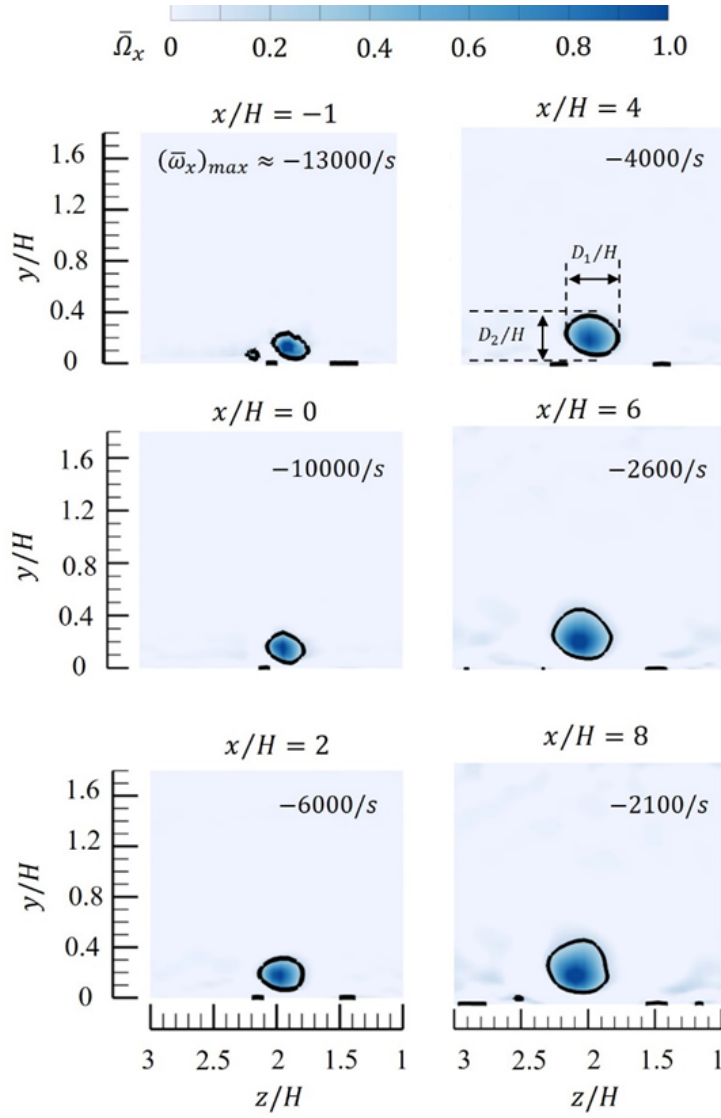 Ω̄ₓ 0 0.2 0.4 0.6 0.8 1.0
x/H = −1
x/H = 4
1.6
1.2
0.8
0.4
0
y/H
(ω̄ₓ)ₘₐₓ ≈ −13000/s
−4000/s
D₁/H
D₂/H
x/H = 0
x/H = 6
1.6
1.2
0.8
0.4
0
y/H
−10000/s
−2600/s
x/H = 2
x/H = 8
1.6
1.2
0.8
0.4
0
y/H
−6000/s
−2100/s
3 2.5 2 1.5 1
3 2.5 2 1.5 1
z/H
z/H